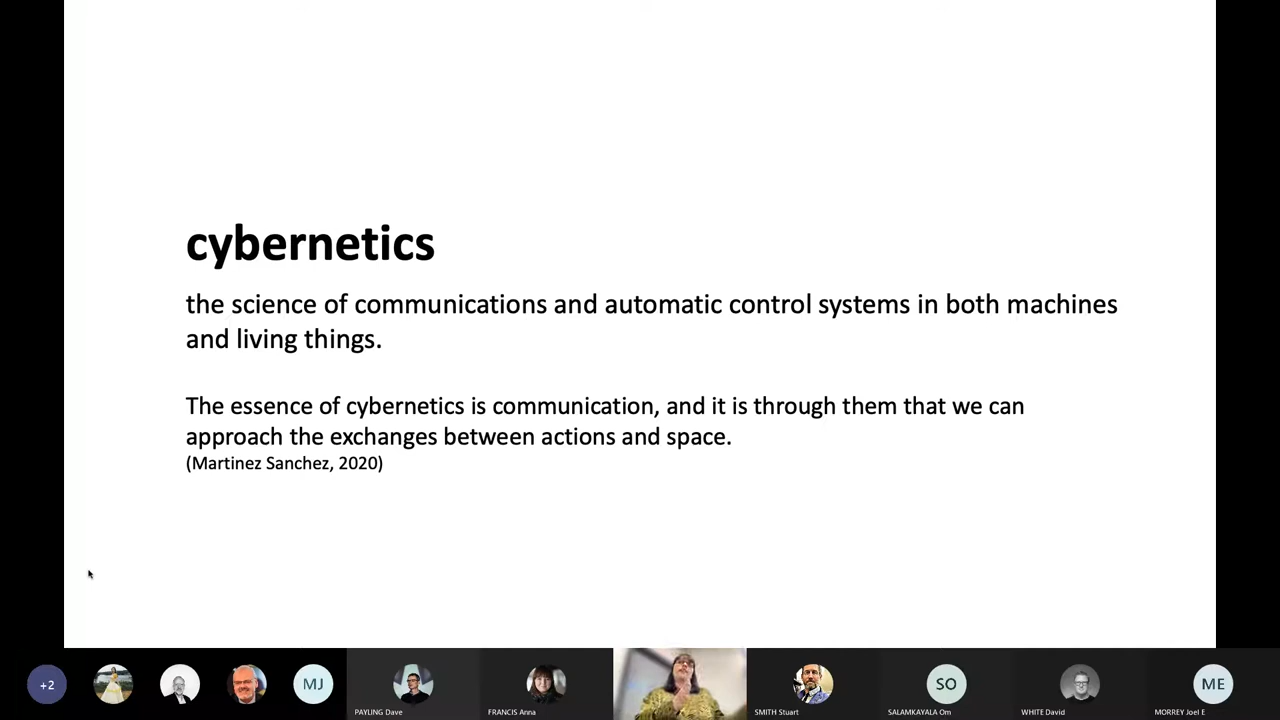 cybernetics
the science of communications and automatic control systems in both machines
and living things.
The essence of cybernetics is communication, and it is through them that we can
approach the exchanges between actions and space.
(Martinez Sanchez, 2020)
+2
MJ
PAYLING Dave
FRANCIS Anna
SMITH Stuart
SO
SALAMKAYALA Om
WHITE David
ME
MORREY Joel E